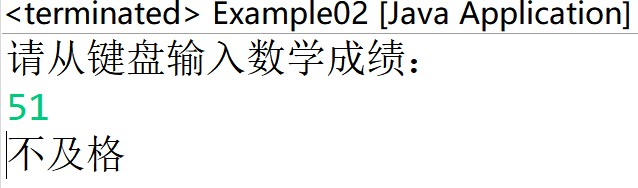 <terminated> Example02 [Java Application]
请从键盘输入数学成绩：
51
不及格